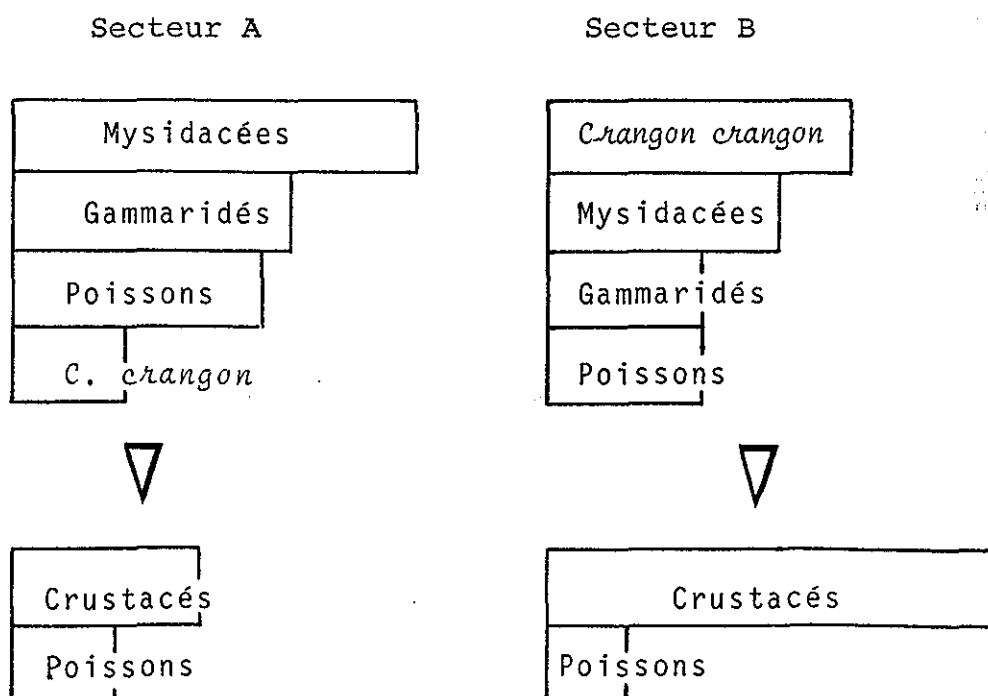 Secteur A
Secteur B
Mysidacées
Gammaridés
Poissons
C. crangon
Crangon crangon
Mysidacées
Gammaridés
Poissons
Crustacés
Poissons
Crustacés
Poissons